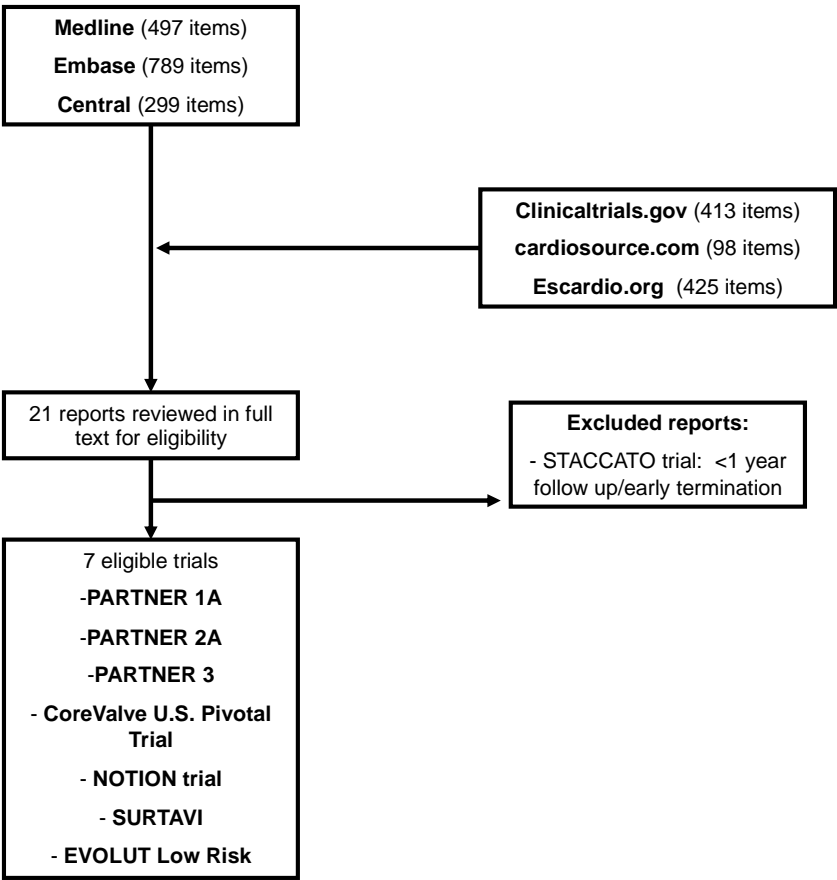 Medline (497 items)
Embase (789 items)
Central (299 items)
Clinicaltrials.gov (413 items)
cardiosource.com (98 items)
Escardio.org (425 items)
21 reports reviewed in full
text for eligibility
Excluded reports:
- STACCATO trial: <1 year
follow up/early termination
7 eligible trials
-PARTNER 1A
-PARTNER 2A
-PARTNER 3
- CoreValve U.S. Pivotal
Trial
- NOTION trial
- SURTAVI
- EVOLUT Low Risk